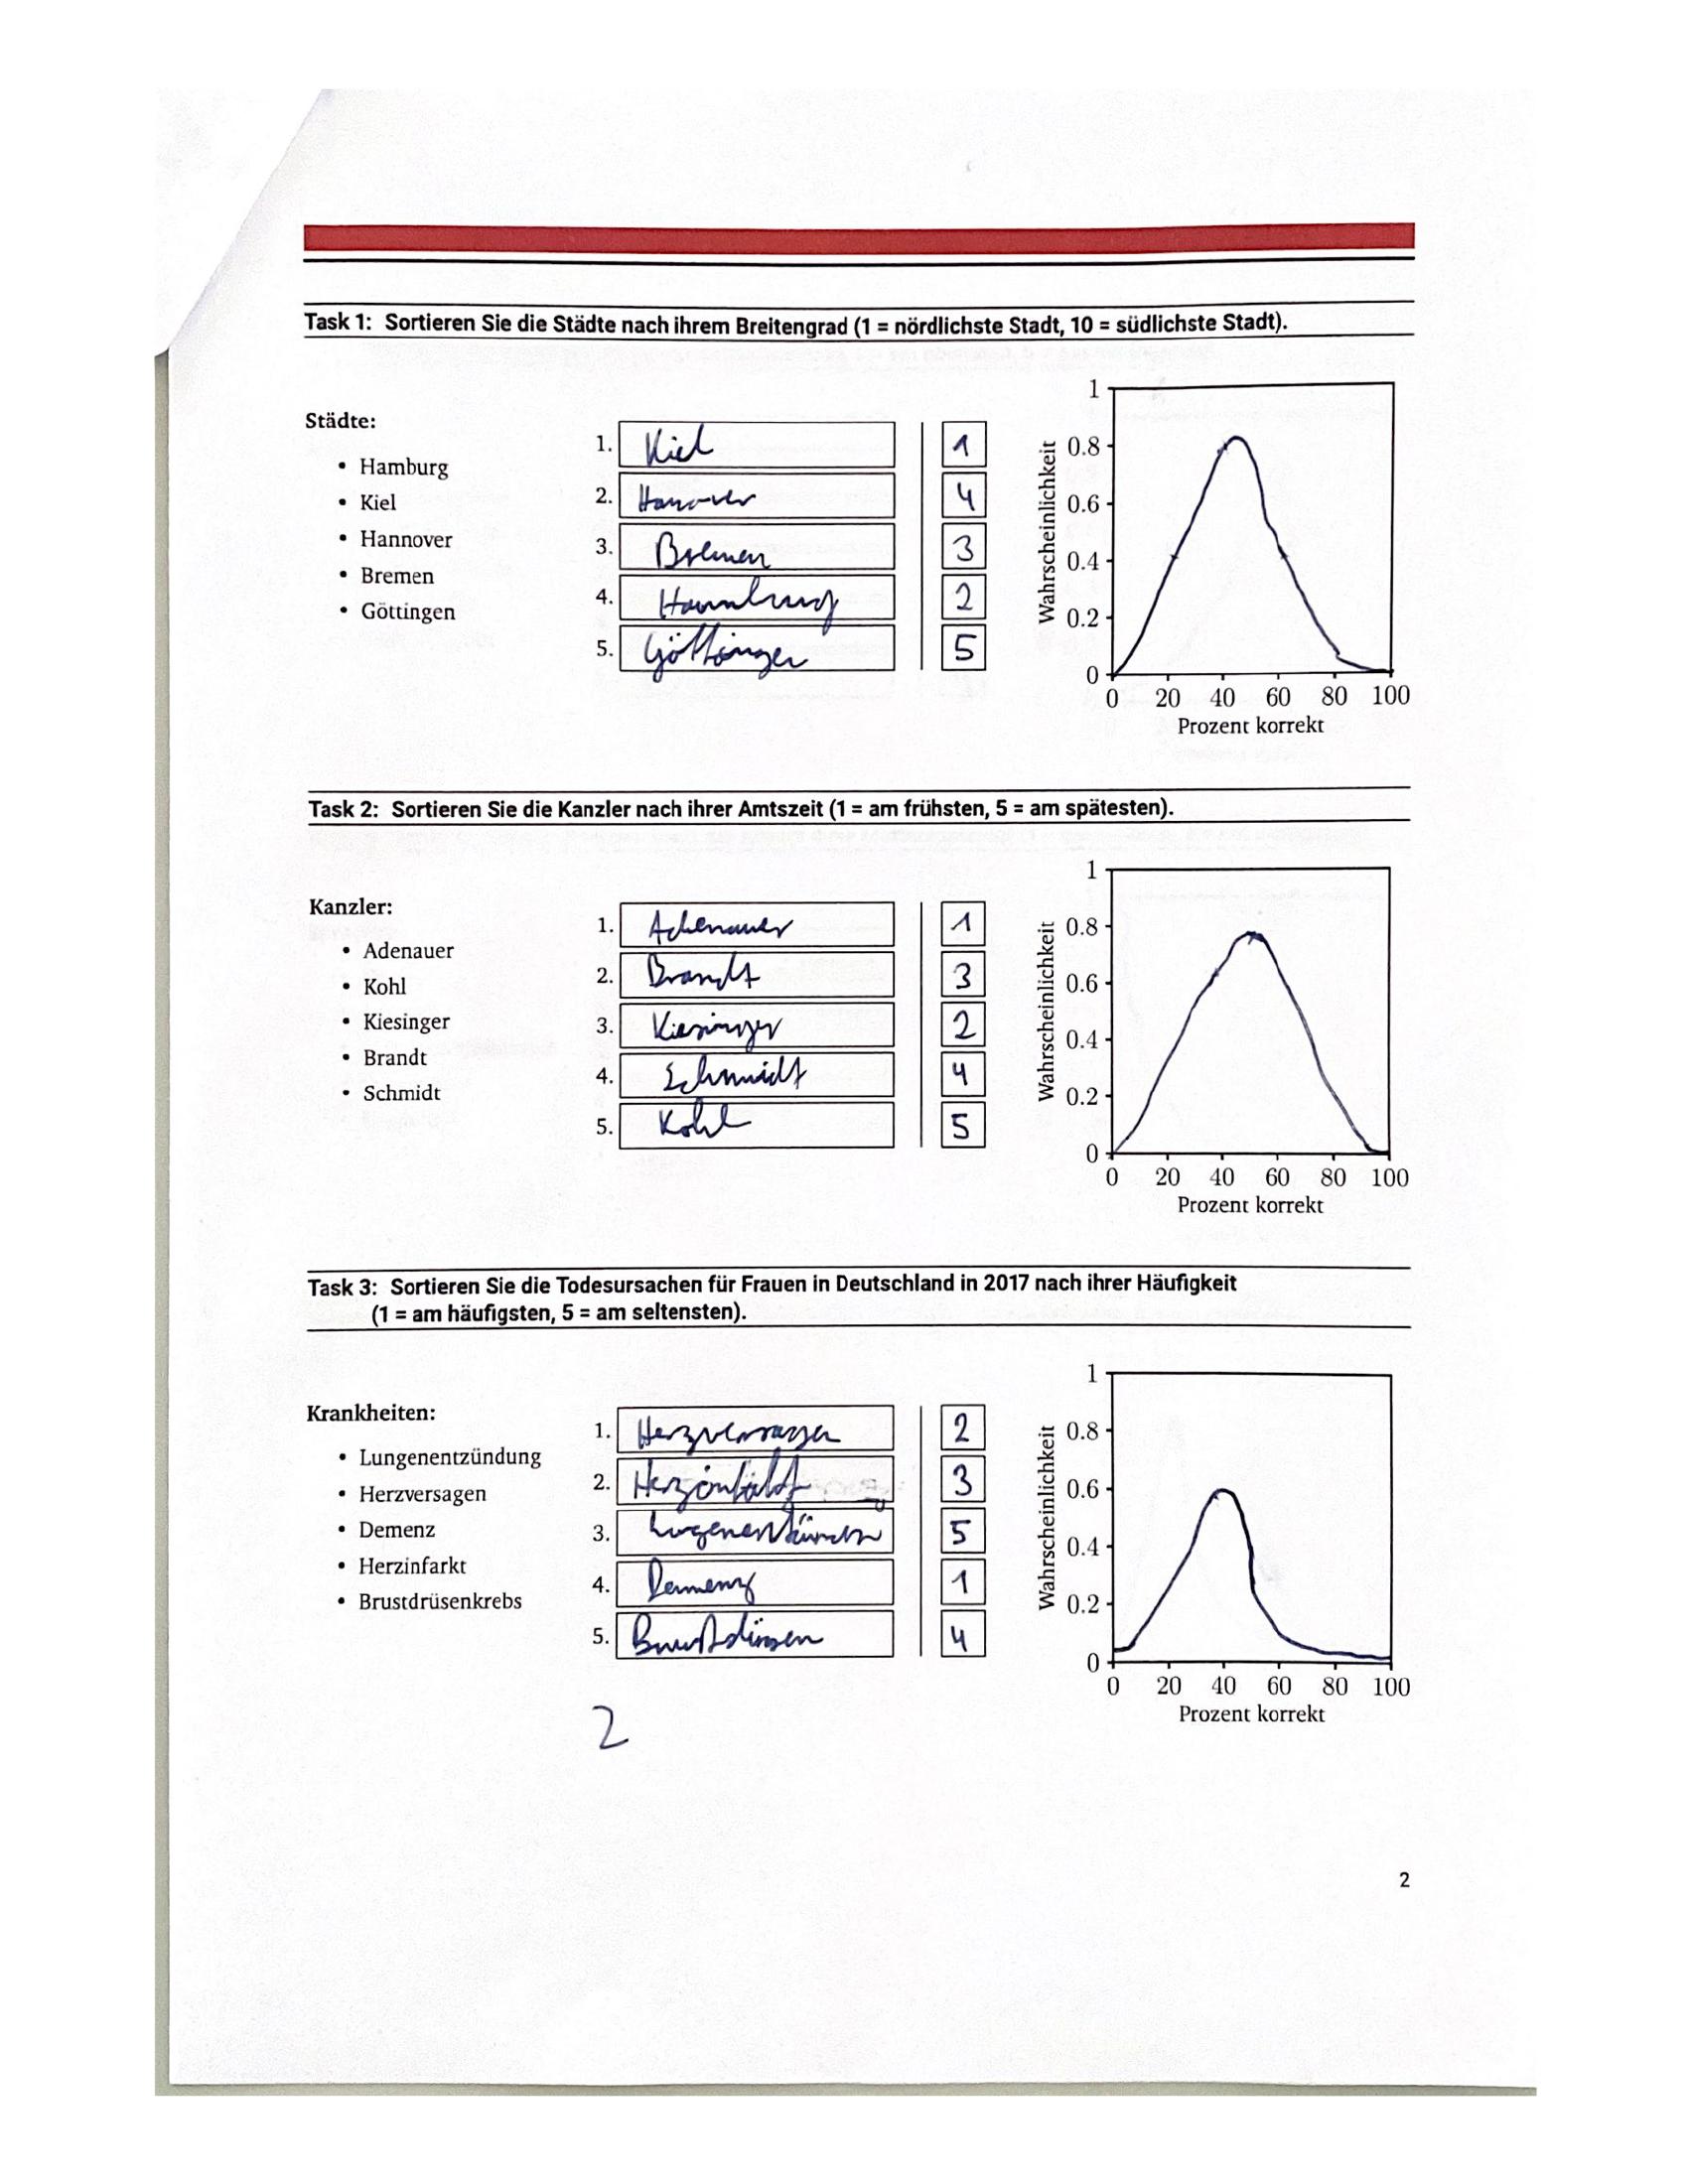 Task 1: Sortieren Sie die Städte nach ihrem Breitengrad (1 = nördlichste Stadt, 10 = südlichste Stadt).
Städte:
• Hamburg
• Kiel
• Hannover
• Bremen
• Göttingen
1. Kiel 1
2. Hanover 4
3. Bremen 3
4. Hamburg 2
5. Göttingen 5
Wahrscheinlichkeit
1
0.8
0.6
0.4
0.2
0
0 20 40 60 80 100
Prozent korrekt
Task 2: Sortieren Sie die Kanzler nach ihrer Amtszeit (1 = am frühsten, 5 = am spätesten).
Kanzler:
• Adenauer
• Kohl
• Kiesinger
• Brandt
• Schmidt
1. Adenauer 1
2. Brandt 3
3. Kiesinger 2
4. Schmidt 4
5. Kohl 5
Wahrscheinlichkeit
1
0.8
0.6
0.4
0.2
0
0 20 40 60 80 100
Prozent korrekt
Task 3: Sortieren Sie die Todesursachen für Frauen in Deutschland in 2017 nach ihrer Häufigkeit
(1 = am häufigsten, 5 = am seltensten).
Krankheiten:
• Lungenentzündung
• Herzversagen
• Demenz
• Herzinfarkt
• Brustdrüsenkrebs
1. Herzversagen 2
2. Herzinfakt 3
3. 5
4. Demenz 1
5. Brustdrüsen 4
Wahrscheinlichkeit
1
0.8
0.6
0.4
0.2
0
0 20 40 60 80 100
Prozent korrekt
2
2